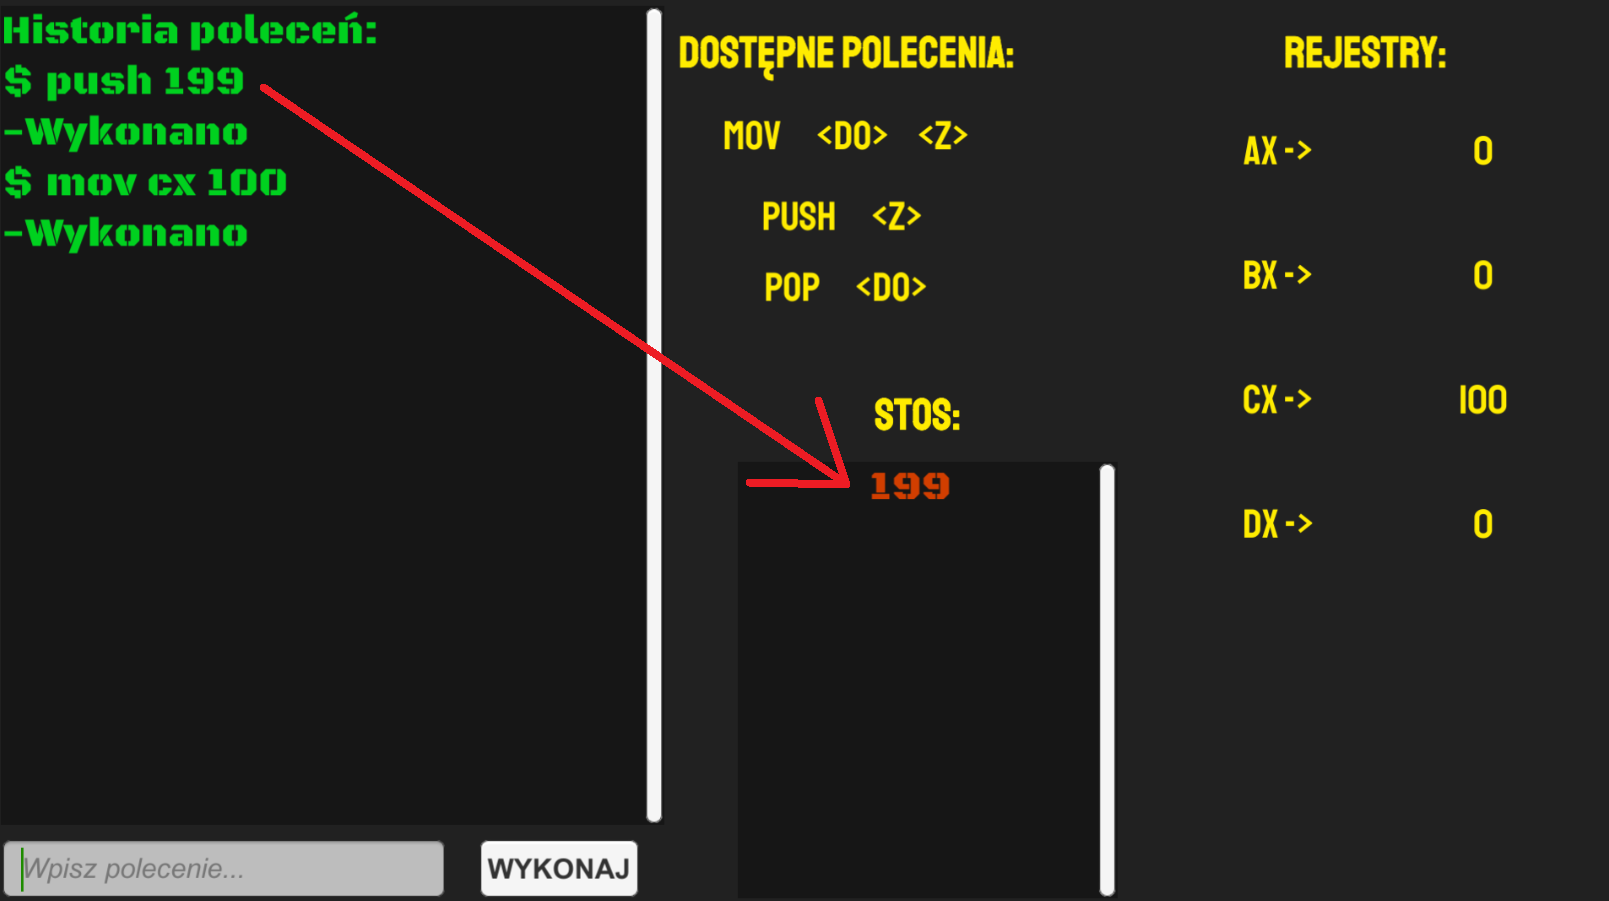 Historia poleceń:
$ push 199
-Wykonano
$ mov cx 100
-Wykonano
Wpisz polecenie...
WYKONAJ
DOSTĘPNE POLECENIA:
MOV <DO> <Z>
PUSH <Z>
POP <DO>
STOS:
199
REJESTRY:
AX -> 0
BX -> 0
CX -> 100
DX -> 0